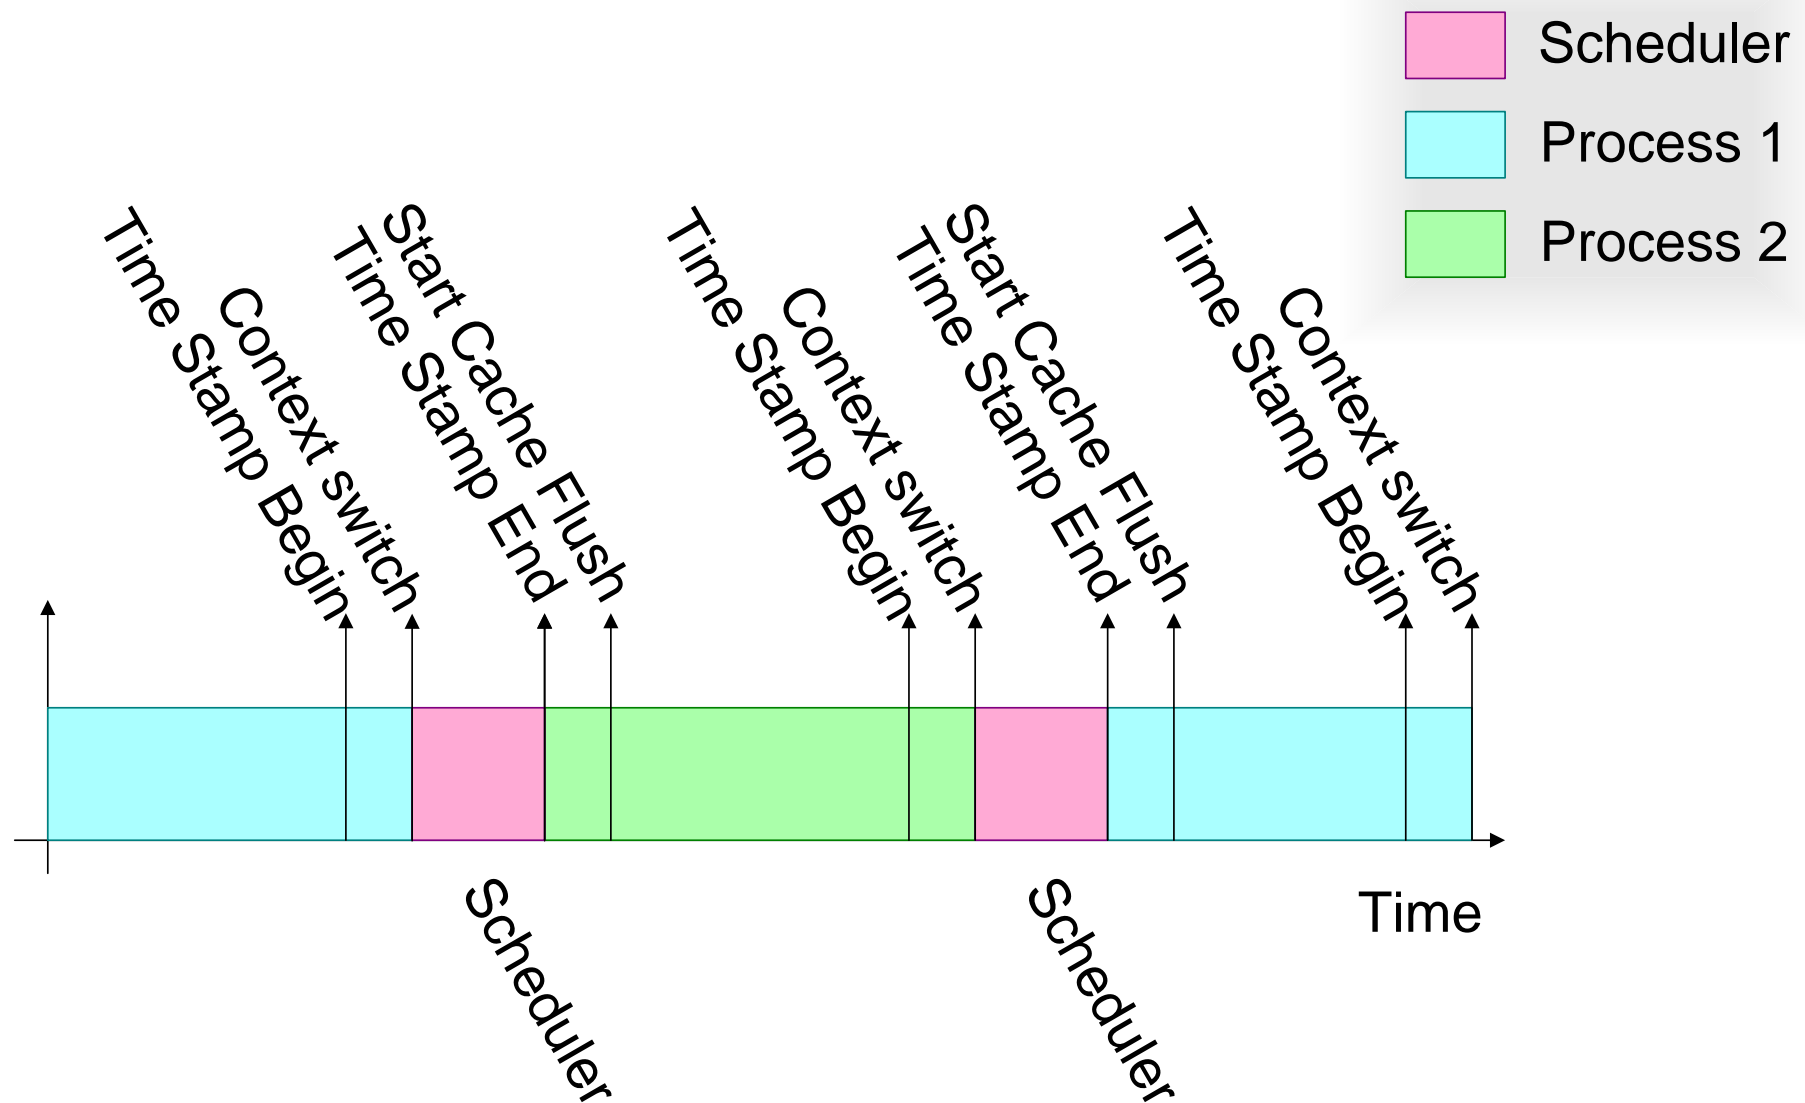 Scheduler
Process 1
Process 2
Time Stamp Begin
Context switch
Time Stamp End
Start Cache Flush
Time Stamp Begin
Context switch
Time Stamp End
Start Cache Flush
Time Stamp Begin
Context switch
Scheduler
Scheduler
Time